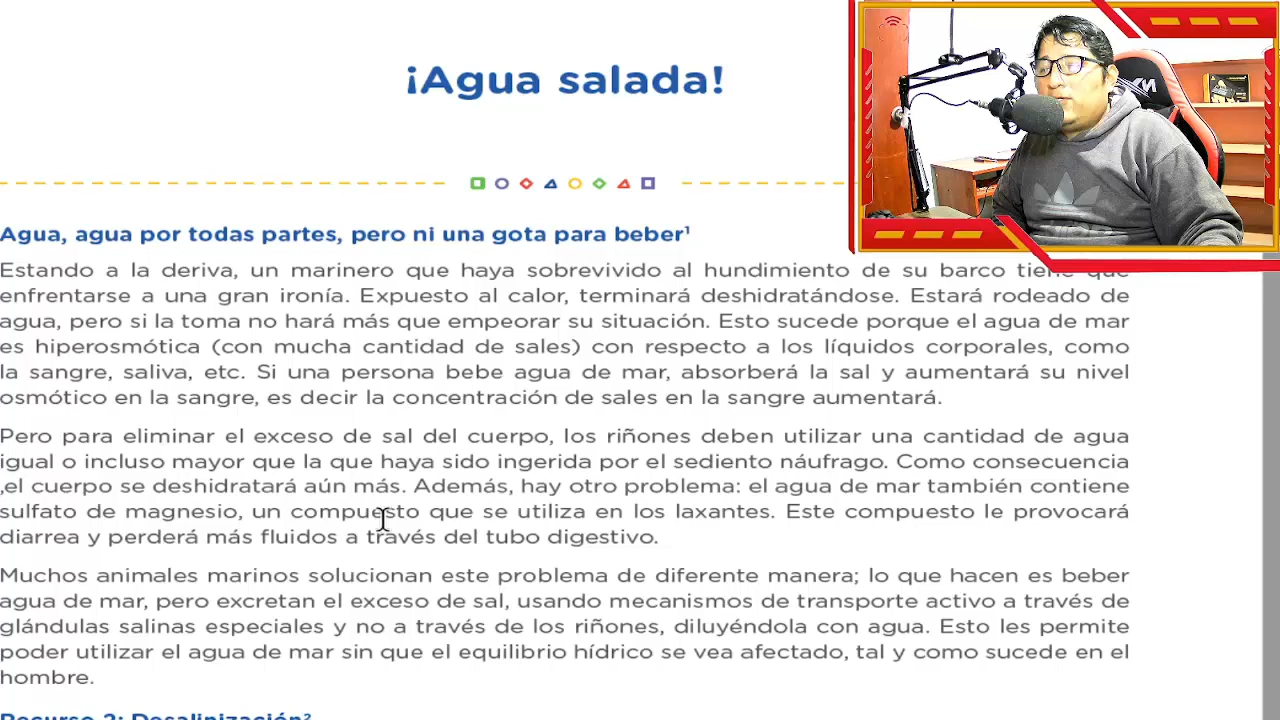 ¡Agua salada!
Agua, agua por todas partes, pero ni una gota para beber¹
Estando a la deriva, un marinero que haya sobrevivido al hundimiento de su barco tiene que
enfrentarse a una gran ironía. Expuesto al calor, terminará deshidratándose. Estará rodeado de
agua, pero si la toma no hará más que empeorar su situación. Esto sucede porque el agua de mar
es hiperosmótica (con mucha cantidad de sales) con respecto a los líquidos corporales, como
la sangre, saliva, etc. Si una persona bebe agua de mar, absorberá la sal y aumentará su nivel
osmótico en la sangre, es decir la concentración de sales en la sangre aumentará.
Pero para eliminar el exceso de sal del cuerpo, los riñones deben utilizar una cantidad de agua
igual o incluso mayor que la que haya sido ingerida por el sediento náufrago. Como consecuencia
,el cuerpo se deshidratará aún más. Además, hay otro problema: el agua de mar también contiene
sulfato de magnesio, un compuesto que se utiliza en los laxantes. Este compuesto le provocará
diarrea y perderá más fluidos a través del tubo digestivo.
Muchos animales marinos solucionan este problema de diferente manera; lo que hacen es beber
agua de mar, pero excretan el exceso de sal, usando mecanismos de transporte activo a través de
glándulas salinas especiales y no a través de los riñones, diluyéndola con agua. Esto les permite
poder utilizar el agua de mar sin que el equilibrio hídrico se vea afectado, tal y como sucede en el
hombre.
Recurso 2: Desalinización²